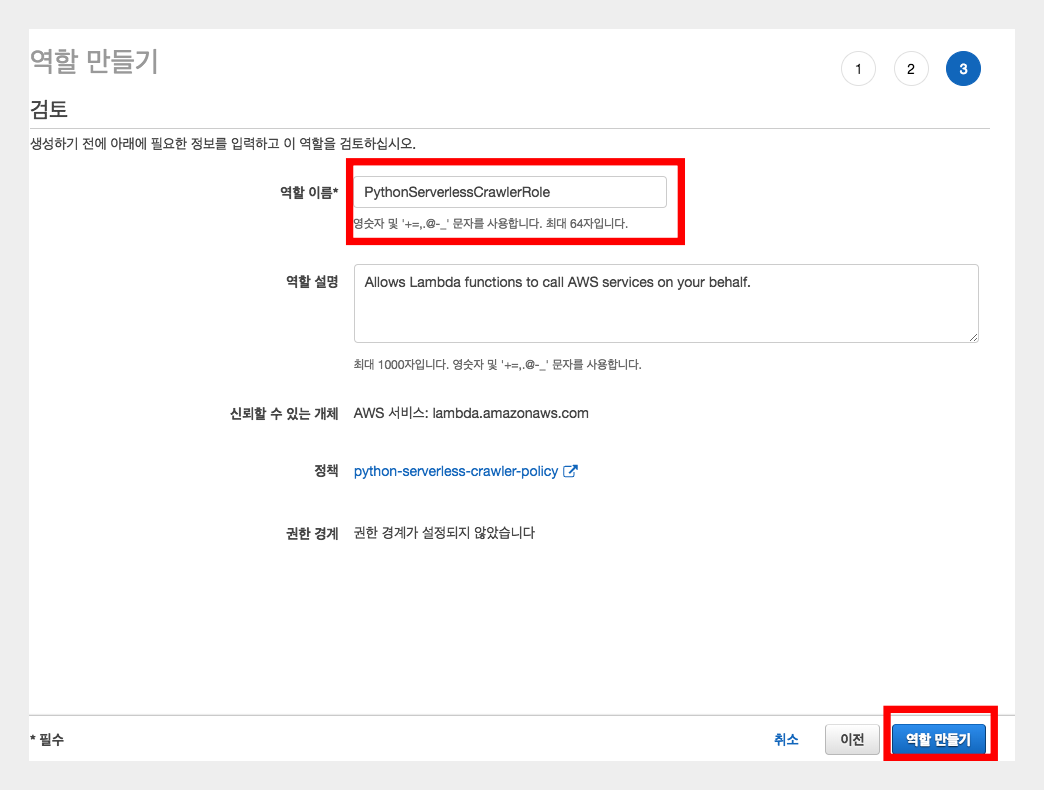 역할 만들기
1 2 3
검토
생성하기 전에 아래에 필요한 정보를 입력하고 이 역할을 검토하십시오.
역할 이름* PythonServerlessCrawlerRole
영숫자 및 '+=,.@-_' 문자를 사용합니다. 최대 64자입니다.
역할 설명 Allows Lambda functions to call AWS services on your behalf.
최대 1000자입니다. 영숫자 및 '+=,.@-_' 문자를 사용합니다.
신뢰할 수 있는 개체 AWS 서비스: lambda.amazonaws.com
정책 python-serverless-crawler-policy
권한 경계 권한 경계가 설정되지 않았습니다
* 필수 취소 이전 역할 만들기